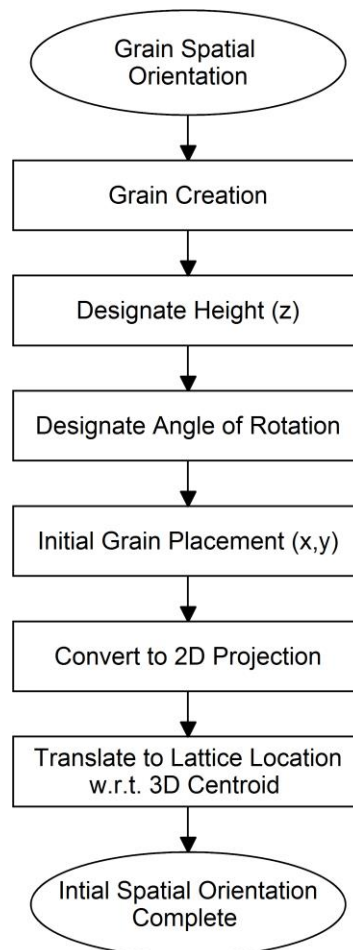 Grain Spatial
Orientation
Grain Creation
Designate Height (z)
Designate Angle of Rotation
Initial Grain Placement (x,y)
Convert to 2D Projection
Translate to Lattice Location
w.r.t. 3D Centroid
Intial Spatial Orientation
Complete